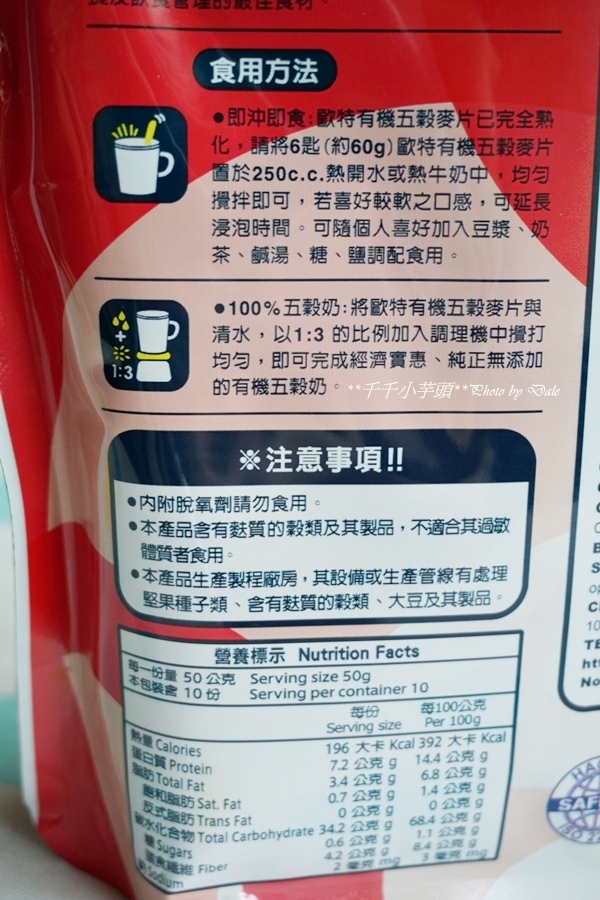 長及飲食管理的最佳食材。
食用方法
●即沖即食:歐特有機五穀麥片已完全熟
化，請將6匙(約60g)歐特有機五穀麥片
置於250c.c.熱開水或熱牛奶中，均勻
攪拌即可，若喜好較軟之口感，可延長
浸泡時間。可隨個人喜好加入豆漿、奶
茶、鹹湯、糖、鹽調配食用。
1:3
●100%五穀奶:將歐特有機五穀麥片與
清水，以1:3 的比例加入調理機中攪打
均勻，即可完成經濟實惠、純正無添加
的有機五穀奶。
**千千小芋頭**Photo by Dale
※注意事項!!
●內附脫氧劑請勿食用。
●本產品含有麩質的穀類及其製品，不適合其過敏
體質者食用。
●本產品生產製程廠房，其設備或生產管線有處理
堅果種子類、含有麩質的穀類、大豆及其製品。
營養標示 Nutrition Facts
每一份量 50 公克 Serving size 50g
本包裝含 10 份 Serving per container 10
每份 每100公克
Serving size Per 100g
熱量 Calories 196 大卡 Kcal 392 大卡 Kcal
蛋白質 Protein 7.2 公克 g 14.4 公克 g
脂肪 Total Fat 3.4 公克 g 6.8 公克 g
飽和脂肪 Sat. Fat 0.7 公克 g 1.4 公克 g
反式脂肪 Trans Fat 0 公克 g 0 公克 g
碳水化合物 Total Carbohydrate 34.2 公克 g 68.4 公克 g
糖 Sugars 0.6 公克 g 1.1 公克 g
膳食纖維 Fiber 4.2 公克 g 8.4 公克 g
鈉 Sodium 2 毫克 mg 3 毫克 mg
SAF